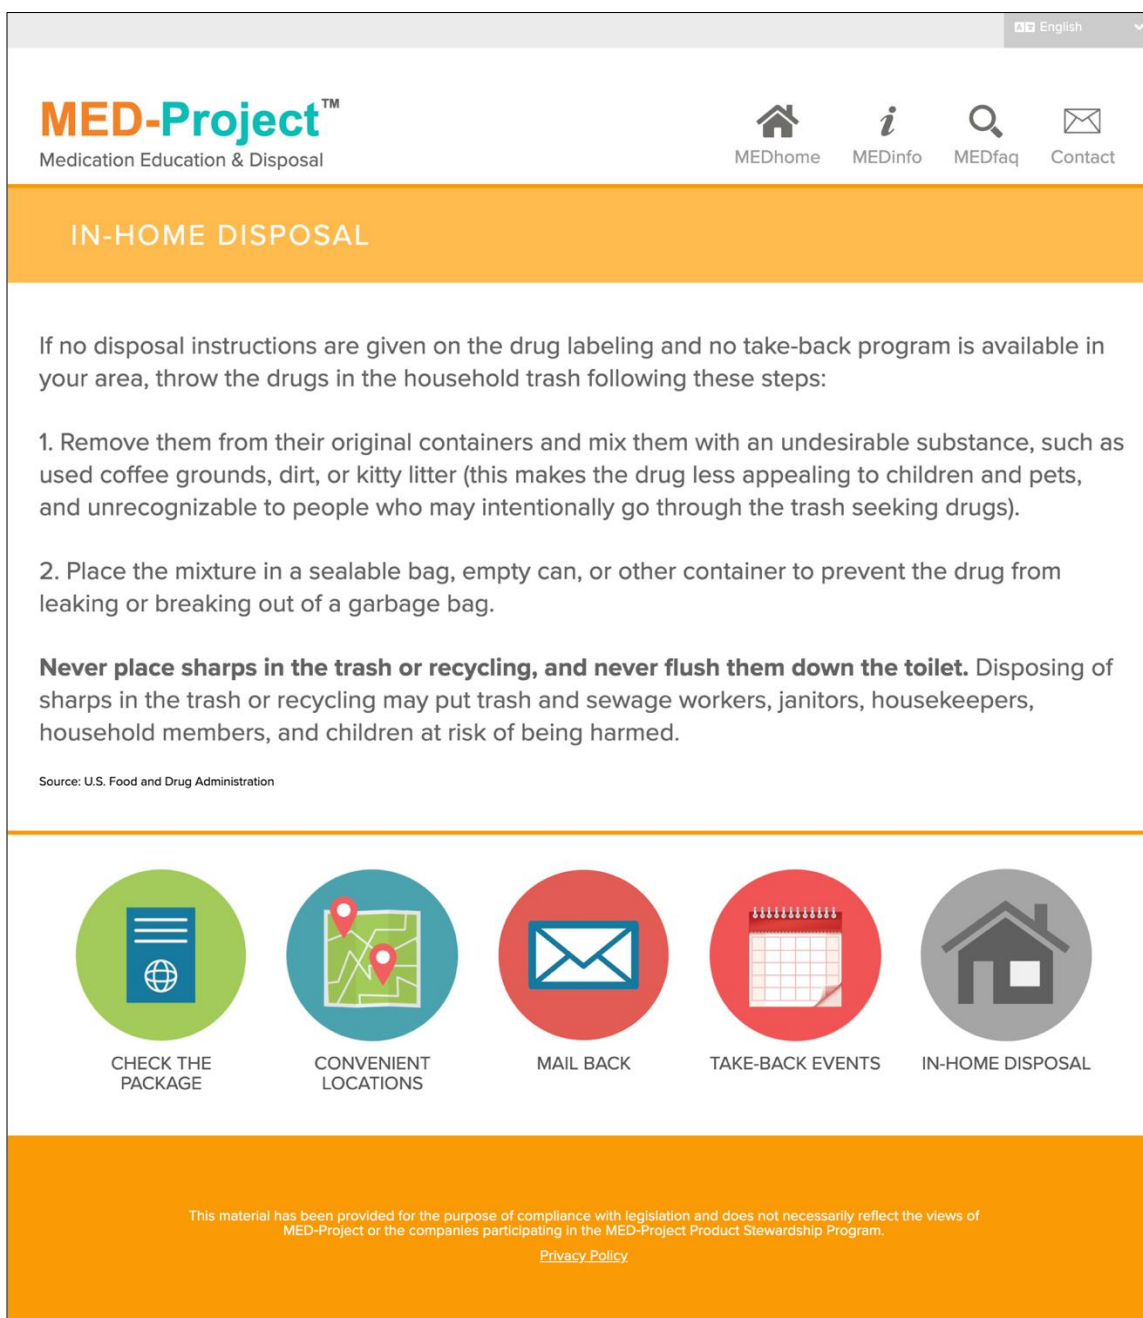 English
MED-Project™
Medication Education & Disposal
MEDhome
MEDinfo
MEDfaq
Contact
IN-HOME DISPOSAL
If no disposal instructions are given on the drug labeling and no take-back program is available in
your area, throw the drugs in the household trash following these steps:
1. Remove them from their original containers and mix them with an undesirable substance, such as
used coffee grounds, dirt, or kitty litter (this makes the drug less appealing to children and pets,
and unrecognizable to people who may intentionally go through the trash seeking drugs).
2. Place the mixture in a sealable bag, empty can, or other container to prevent the drug from
leaking or breaking out of a garbage bag.
Never place sharps in the trash or recycling, and never flush them down the toilet. Disposing of
sharps in the trash or recycling may put trash and sewage workers, janitors, housekeepers,
household members, and children at risk of being harmed.
Source: U.S. Food and Drug Administration
CHECK THE
PACKAGE
CONVENIENT
LOCATIONS
MAIL BACK
TAKE-BACK EVENTS
IN-HOME DISPOSAL
This material has been provided for the purpose of compliance with legislation and does not necessarily reflect the views of
MED-Project or the companies participating in the MED-Project Product Stewardship Program.
Privacy Policy